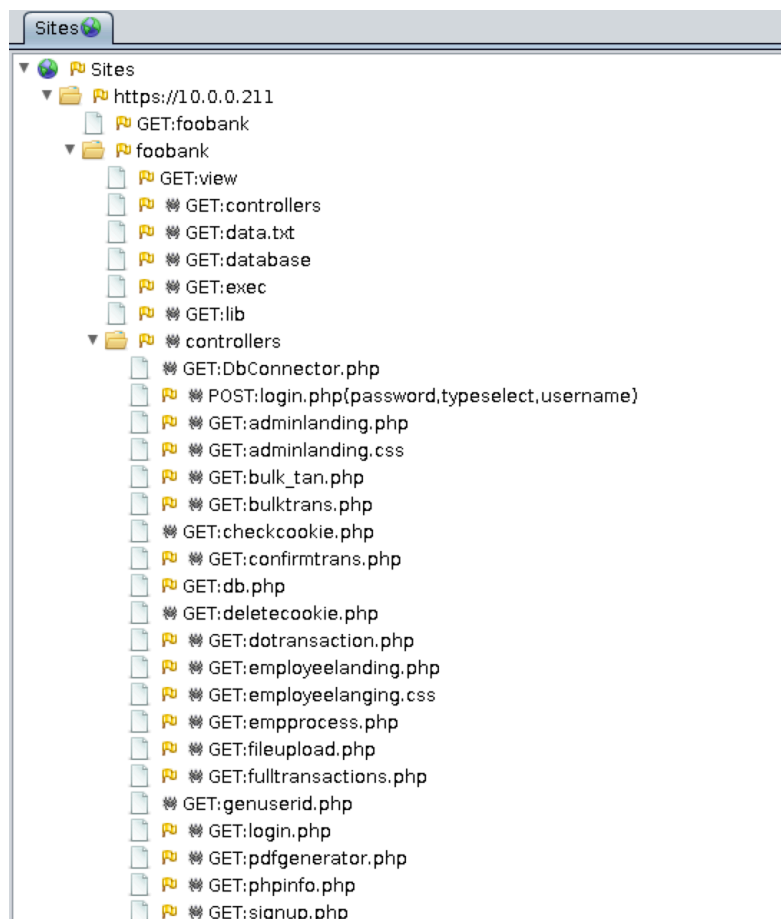 Sites
Sites
https://10.0.0.211
GET:foobank
foobank
GET:view
GET:controllers
GET:data.txt
GET:database
GET:exec
GET:lib
controllers
GET:DbConnector.php
POST:login.php(password,typeselect,username)
GET:adminlanding.php
GET:adminlanding.css
GET:bulk_tan.php
GET:bulktrans.php
GET:checkcookie.php
GET:confirmtrans.php
GET:db.php
GET:deletecookie.php
GET:dotransaction.php
GET:employeelanding.php
GET:employeelanging.css
GET:empprocess.php
GET:fileupload.php
GET:fulltransactions.php
GET:genuserid.php
GET:login.php
GET:pdfgenerator.php
GET:phpinfo.php
GET:signup.php